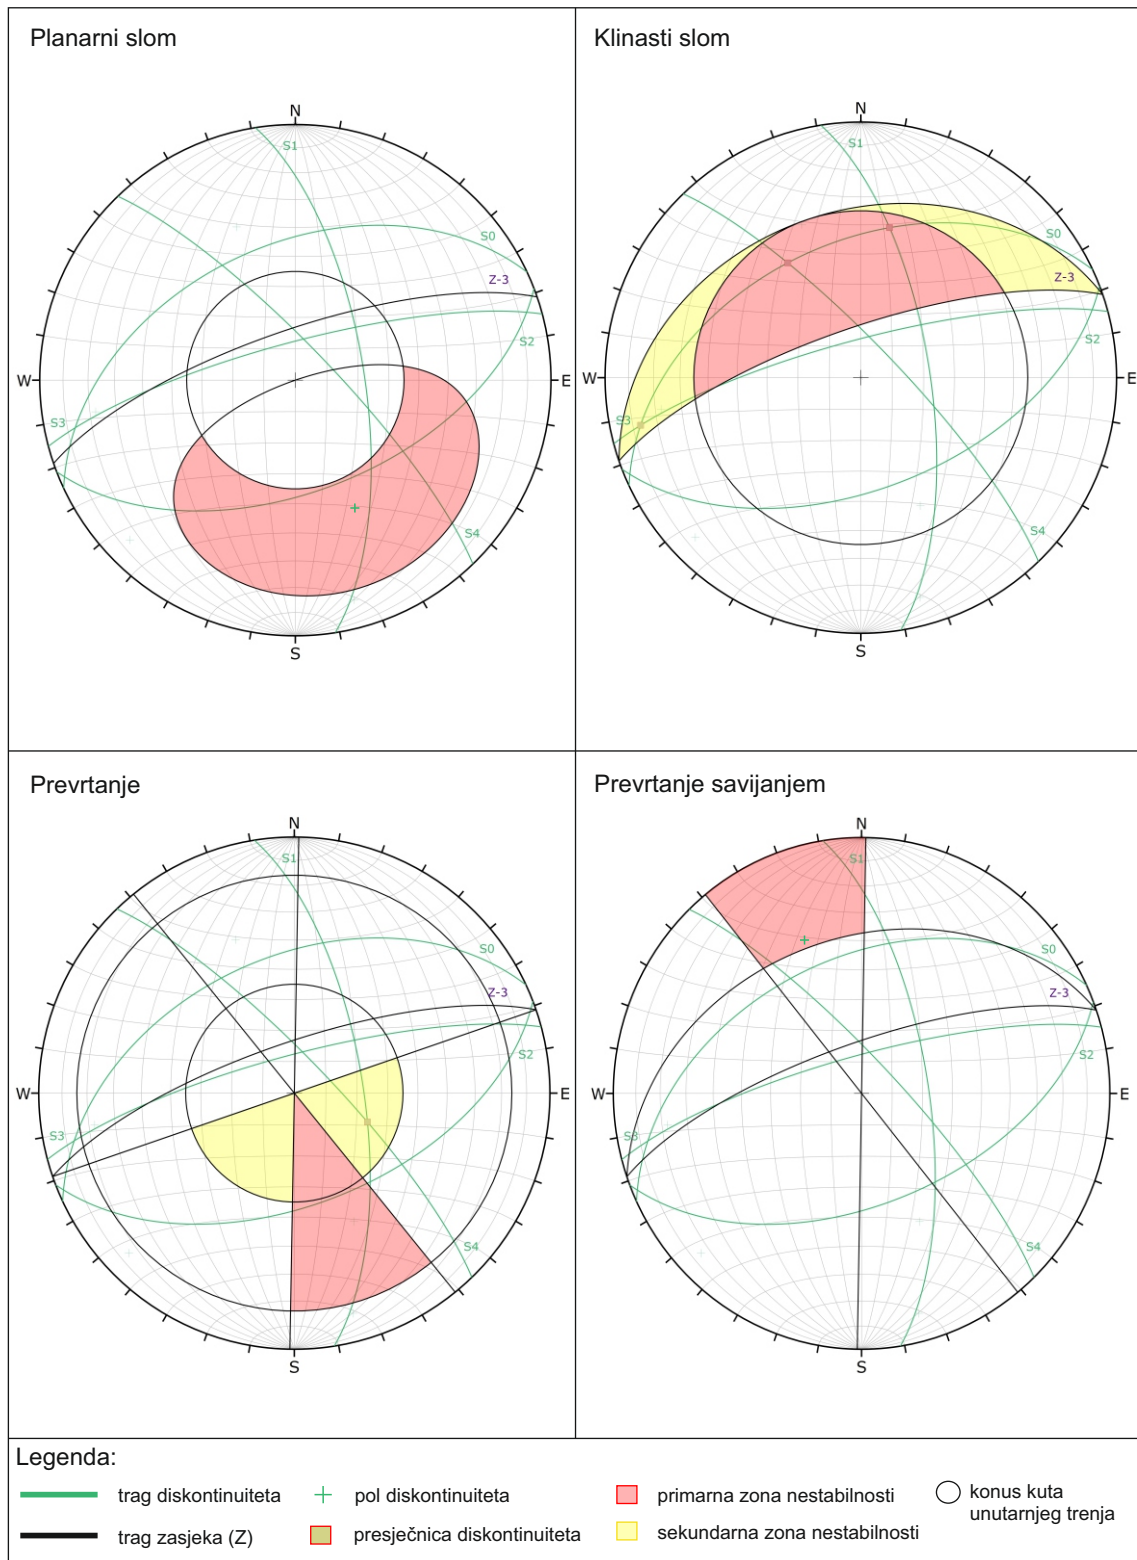 Planarni slom
N
S1
S0
Z-3
S2
W
E
S3
S4
S
Klinasti slom
N
S1
S0
Z-3
S2
W
E
S3
S4
S
Prevrtanje
N
S1
S0
Z-3
S2
W
E
S3
S4
S
Prevrtanje savijanjem
N
S1
S0
Z-3
S2
W
E
S3
S4
S
Legenda:
trag diskontinuiteta
pol diskontinuiteta
primarna zona nestabilnosti
konus kuta
unutarnjeg trenja
trag zasjeka (Z)
presječnica diskontinuiteta
sekundarna zona nestabilnosti